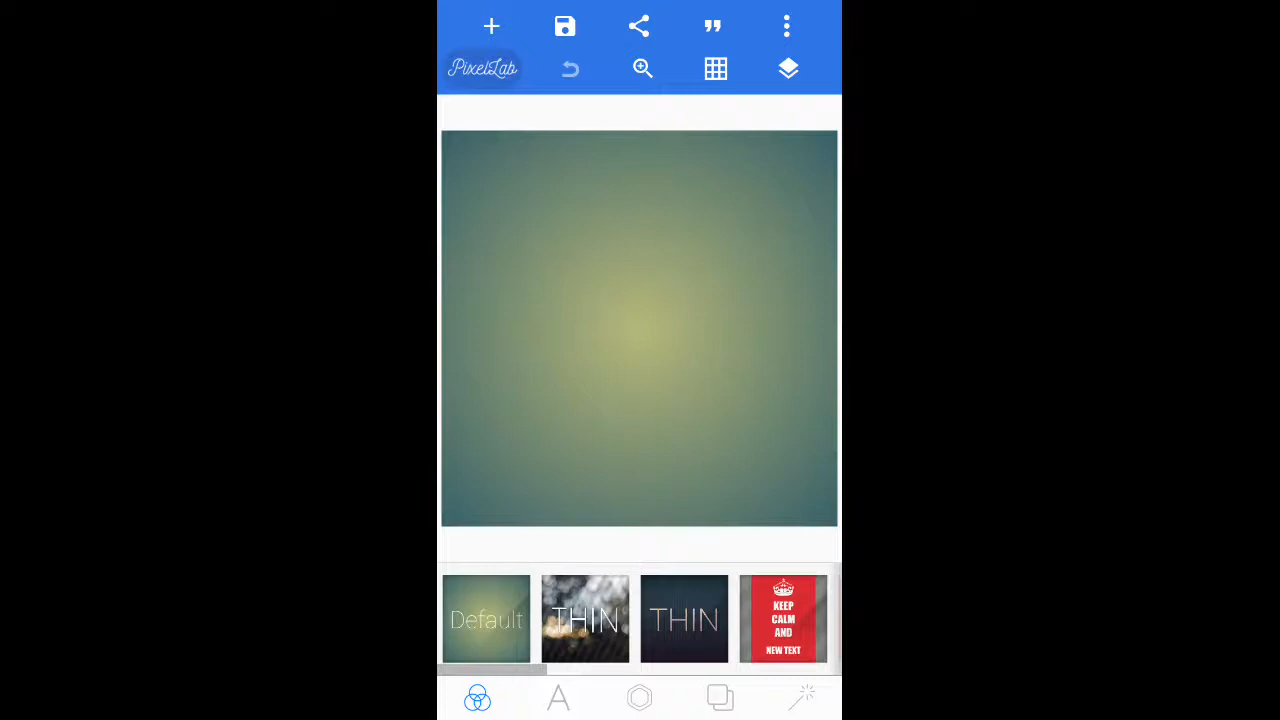 PixelLab
Default
THIN
THIN
KEEP
CALM
AND
NEW TEXT